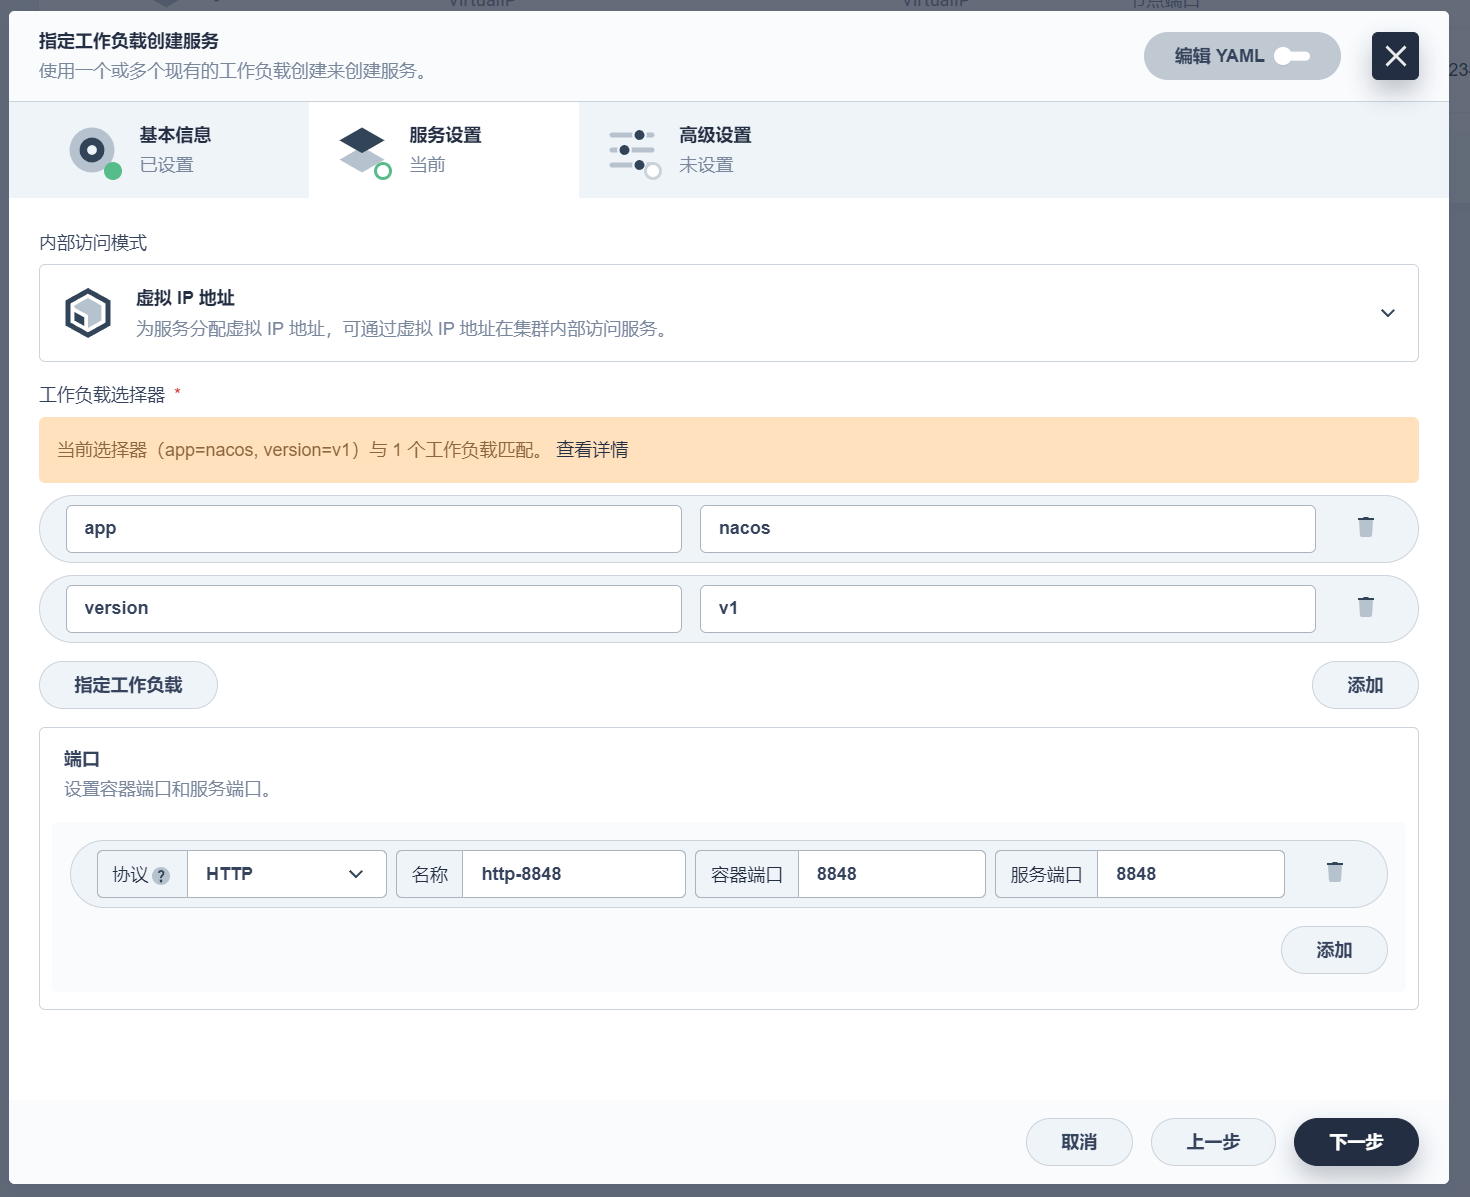 VirtualIP
VirtualIP
节点端口
指定工作负载创建服务
使用一个或多个现有的工作负载创建来创建服务。
编辑 YAML
基本信息
已设置
服务设置
当前
高级设置
未设置
内部访问模式
虚拟 IP 地址
为服务分配虚拟 IP 地址，可通过虚拟 IP 地址在集群内部访问服务。
工作负载选择器 *
当前选择器（app=nacos, version=v1）与 1 个工作负载匹配。 查看详情
app nacos
version v1
指定工作负载 添加
端口
设置容器端口和服务端口。
协议 ? HTTP 名称 http-8848 容器端口 8848 服务端口 8848
添加
取消 上一步 下一步